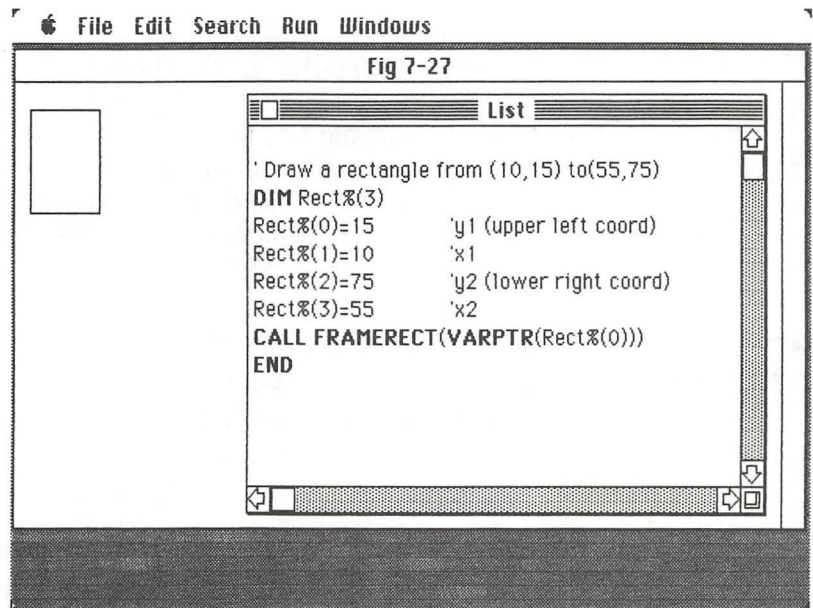 File Edit Search Run Windows
Fig 7-27
List
' Draw a rectangle from (10,15) to(55,75)
DIM Rect%(3)
Rect%(0)=15 'y1 (upper left coord)
Rect%(1)=10 'x1
Rect%(2)=75 'y2 (lower right coord)
Rect%(3)=55 'x2
CALL FRAMERECT(VARPTR(Rect%(0)))
END